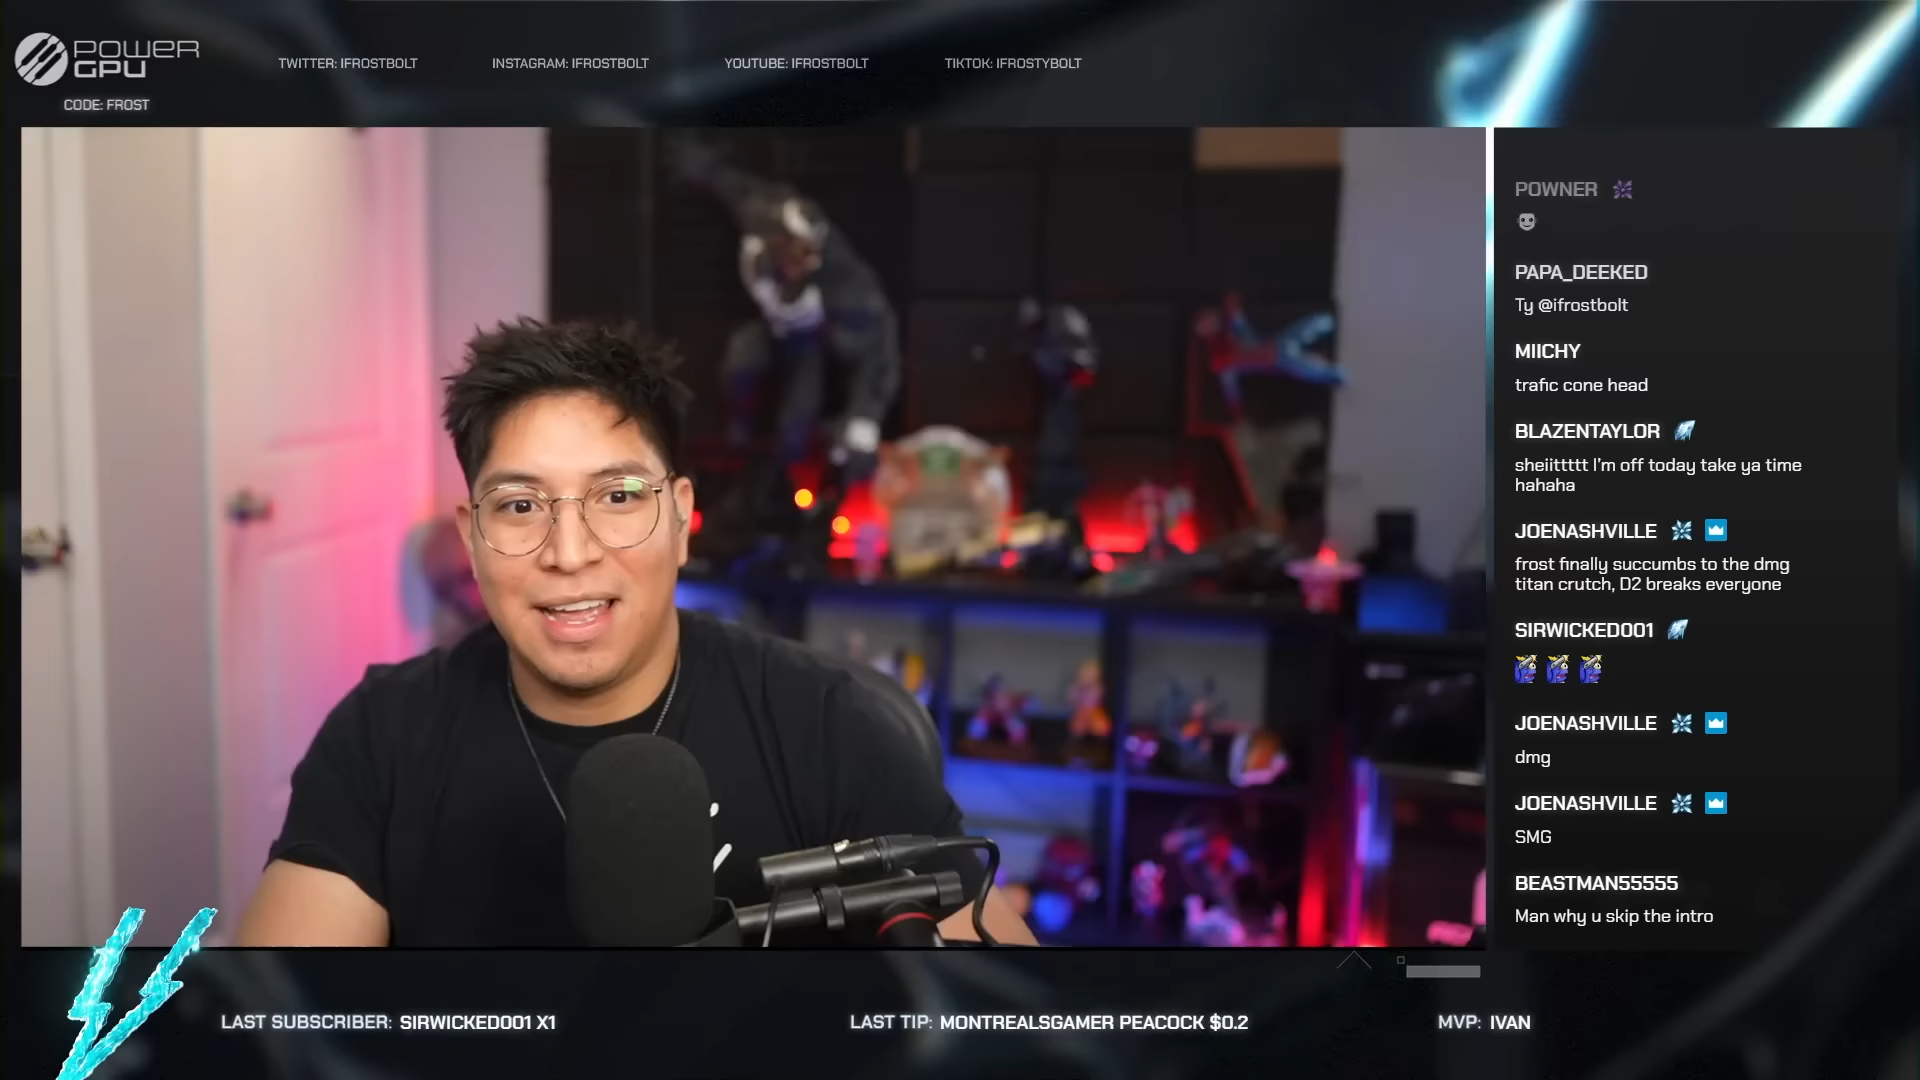 POWER
GPU
CODE: FROST
TWITTER: IFROSTBOLT
INSTAGRAM: IFROSTBOLT
YOUTUBE: IFROSTBOLT
TIKTOK: IFROSTYBOLT
POWNER
PAPA_DEEKED
Ty @ifrostbolt
MIICHY
trafic cone head
BLAZENTAYLOR
sheiittttt I'm off today take ya time
hahaha
JOENASHVILLE
frost finally succumbs to the dmg
titan crutch, D2 breaks everyone
SIRWICKED001
JOENASHVILLE
dmg
JOENASHVILLE
SMG
BEASTMAN55555
Man why u skip the intro
LAST SUBSCRIBER: SIRWICKED001 X1
LAST TIP: MONTREALSGAMER PEACOCK $0.2
MVP: IVAN